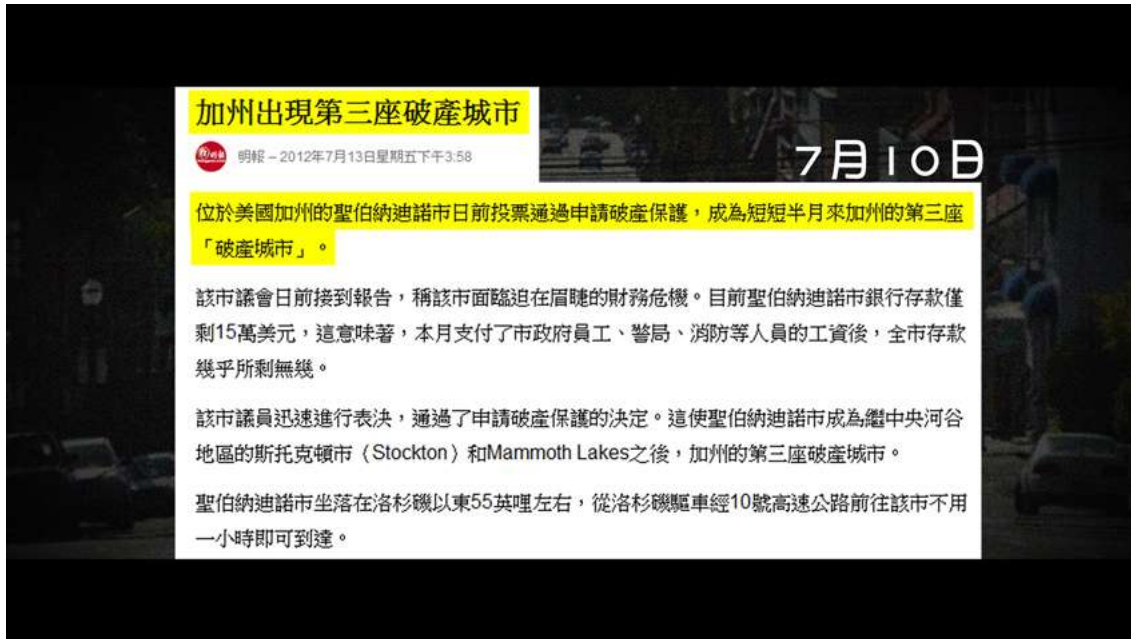 加州出現第三座破產城市
明報 – 2012年7月13日星期五下午3:58
7月10日
位於美國加州的聖伯納迪諾市日前投票通過申請破產保護，成為短短半月來加州的第三座
「破產城市」。
該市議會日前接到報告，稱該市面臨迫在眉睫的財務危機。目前聖伯納迪諾市銀行存款僅
剩15萬美元，這意味著，本月支付了市政府員工、警局、消防等人員的工資後，全市存款
幾乎所剩無幾。
該市議員迅速進行表決，通過了申請破產保護的決定。這使聖伯納迪諾市成為繼中央河谷
地區的斯托克頓市（Stockton）和Mammoth Lakes之後，加州的第三座破產城市。
聖伯納迪諾市坐落在洛杉磯以東55英哩左右，從洛杉磯驅車經10號高速公路前往該市不用
一小時即可到達。